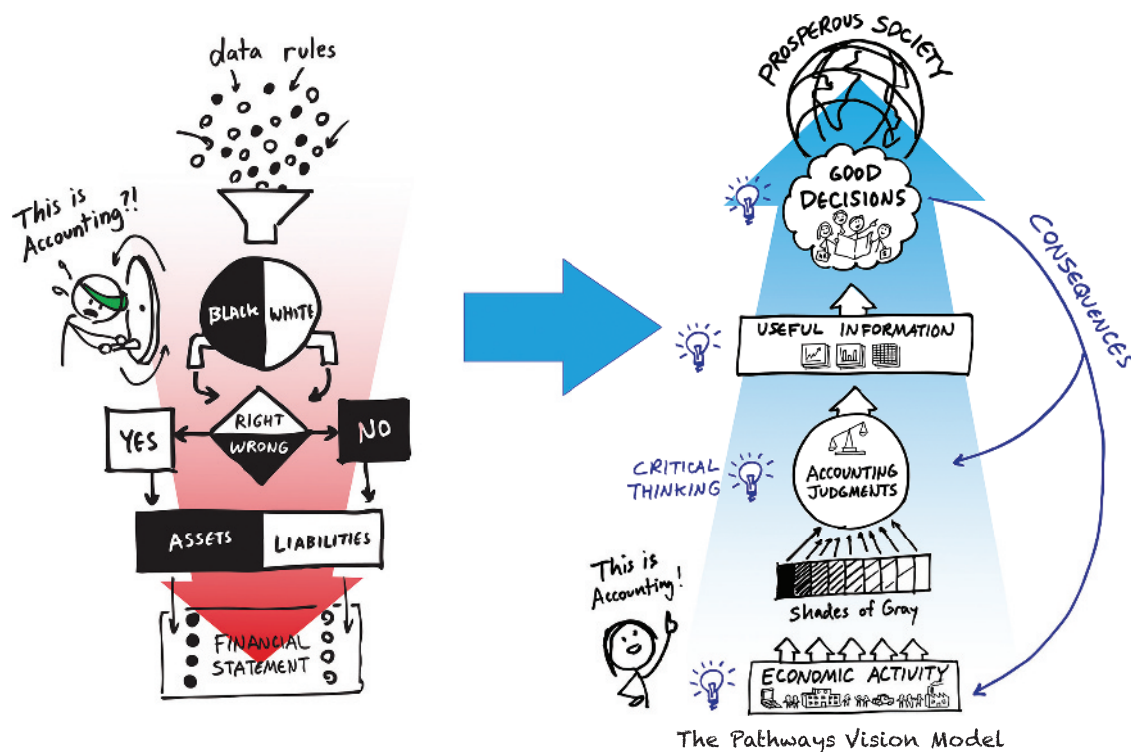 data rules
This is
Accounting?!
BLACK WHITE
RIGHT
WRONG
YES
NO
ASSETS LIABILITIES
FINANCIAL
STATEMENT
PROSPEROUS SOCIETY
GOOD
DECISIONS
CONSEQUENCES
USEFUL INFORMATION
CRITICAL
THINKING
ACCOUNTING
JUDGMENTS
Shades of Gray
This is
Accounting!
ECONOMIC ACTIVITY
The Pathways Vision Model